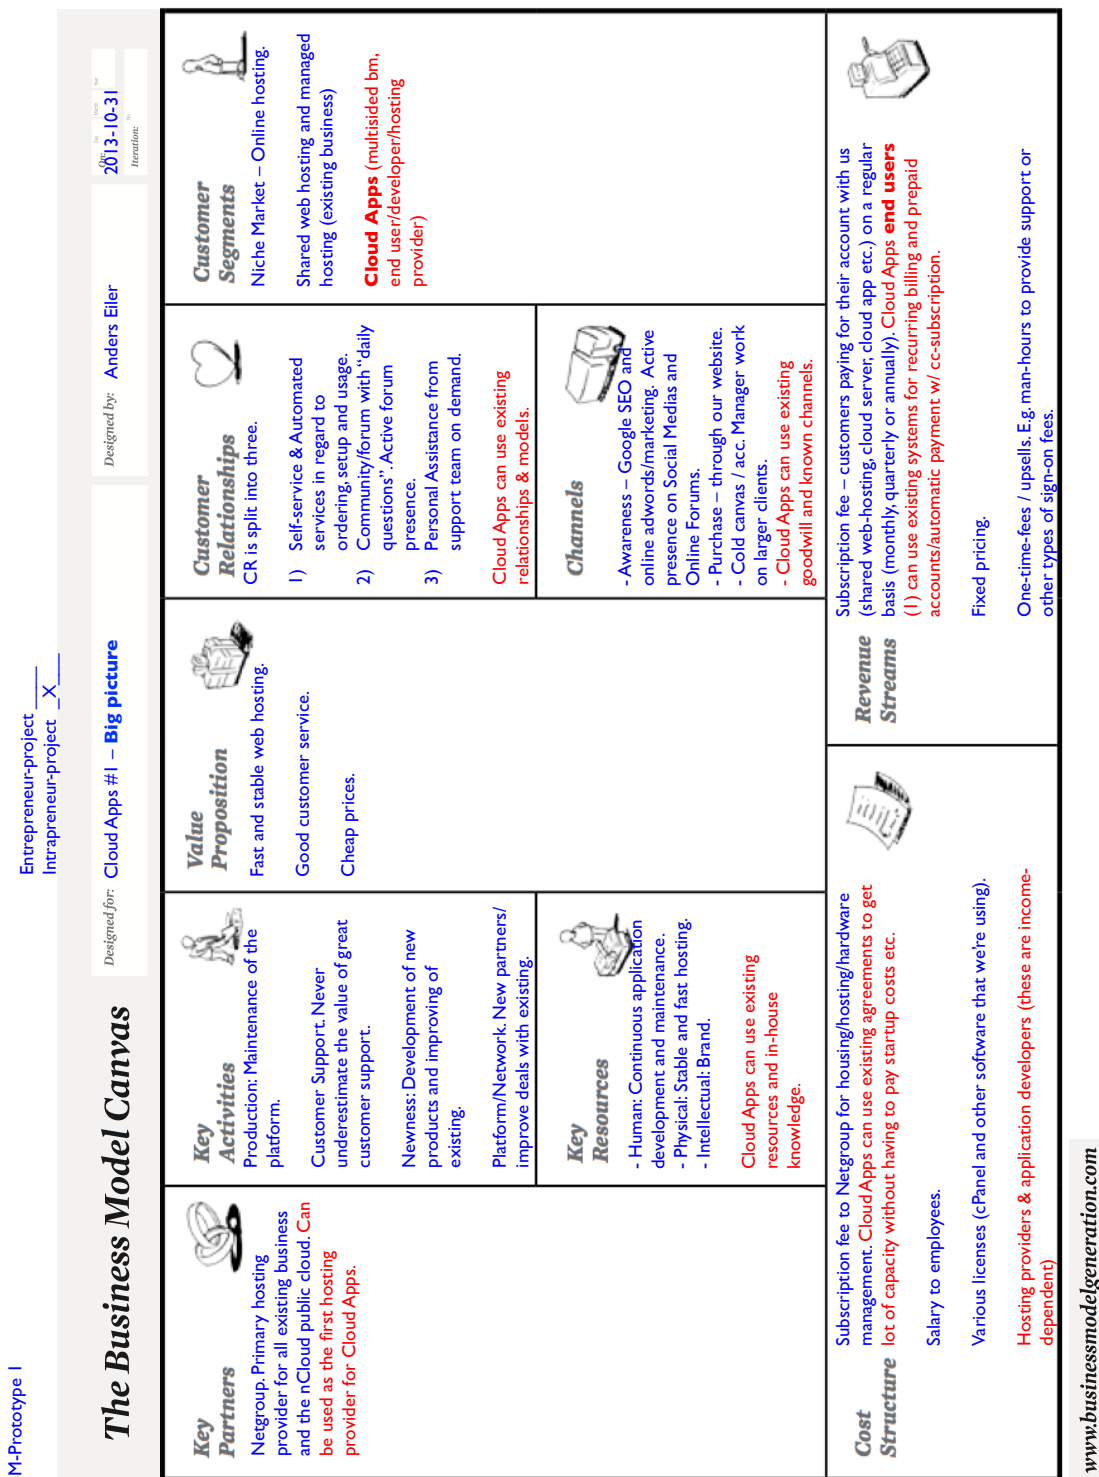 M-Prototype 1
Entrepreneur-project ____
Intrapreneur-project _X___
The Business Model Canvas
Designed for:
Cloud Apps #1 – Big picture
Designed by:
Anders Eiler
On:
Day
Month
Year
2013-10-31
Iteration:
No.
Key
Partners
Netgroup. Primary hosting
provider for all existing business
and the nCloud public cloud. Can
be used as the first hosting
provider for Cloud Apps.
Key
Activities
Production: Maintenance of the
platform.
Customer Support. Never
underestimate the value of great
customer support.
Newness: Development of new
products and improving of
existing.
Platform/Network. New partners/
improve deals with existing.
Key
Resources
- Human: Continuous application
development and maintenance.
- Physical: Stable and fast hosting.
- Intellectual: Brand.
Cloud Apps can use existing
resources and in-house
knowledge.
Value
Proposition
Fast and stable web hosting.
Good customer service.
Cheap prices.
Customer
Relationships
CR is split into three.
1) Self-service & Automated
services in regard to
ordering, setup and usage.
2) Community/forum with “daily
questions”. Active forum
presence.
3) Personal Assistance from
support team on demand.
Cloud Apps can use existing
relationships & models.
Channels
- Awareness – Google SEO and
online adwords/marketing. Active
presence on Social Medias and
Online Forums.
- Purchase – through our website.
- Cold canvas / acc. Manager work
on larger clients.
- Cloud Apps can use existing
goodwill and known channels.
Customer
Segments
Niche Market – Online hosting.
Shared web hosting and managed
hosting (existing business)
Cloud Apps (multisided bm,
end user/developer/hosting
provider)
Cost
Structure
Subscription fee to Netgroup for housing/hosting/hardware
management. Cloud Apps can use existing agreements to get
lot of capacity without having to pay startup costs etc.
Salary to employees.
Various licenses (cPanel and other software that we’re using).
Hosting providers & application developers (these are income-
dependent)
Revenue
Streams
Subscription fee – customers paying for their account with us
(shared web-hosting, cloud server, cloud app etc.) on a regular
basis (monthly, quarterly or annually). Cloud Apps end users
(1) can use existing systems for recurring billing and prepaid
accounts/automatic payment w/ cc-subscription.
Fixed pricing.
One-time-fees / upsells. E.g. man-hours to provide support or
other types of sign-on fees.
www.businessmodelgeneration.com